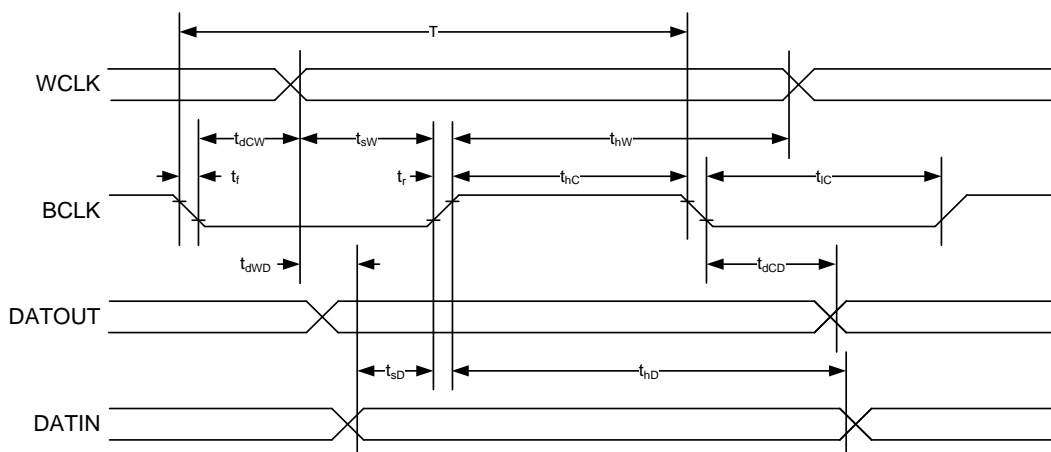 T
WCLK
tdCW
tsW
thW
tf
tr
thC
tlC
BCLK
tdWD
tdCD
DATOUT
tsD
thD
DATIN